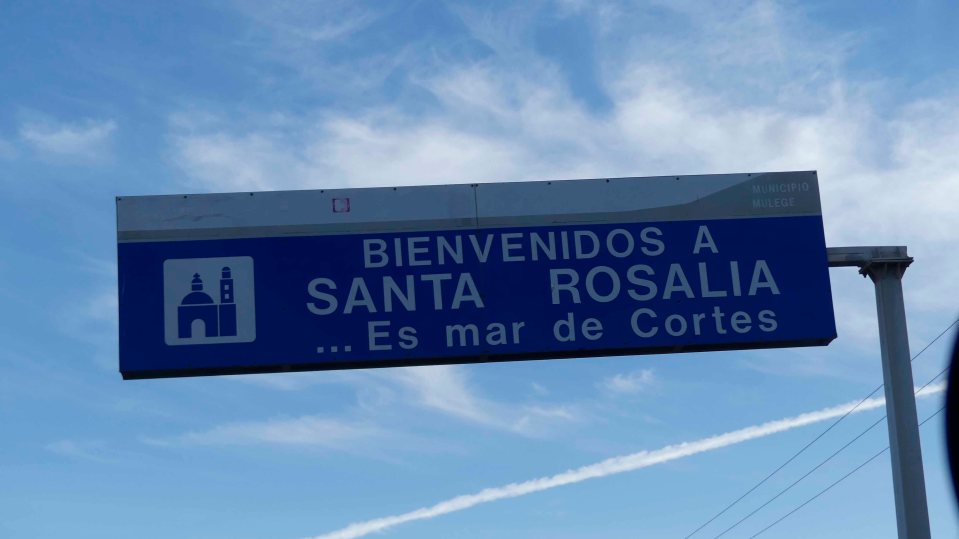 MUNICIPIO
MULEGE
BIENVENIDOS A
SANTA ROSALIA
... Es mar de Cortes